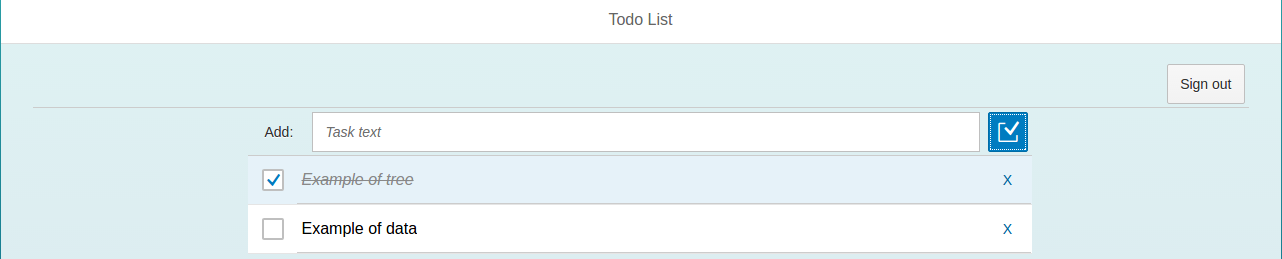 Todo List
Sign out
Add: Task text
Example of tree X
Example of data X